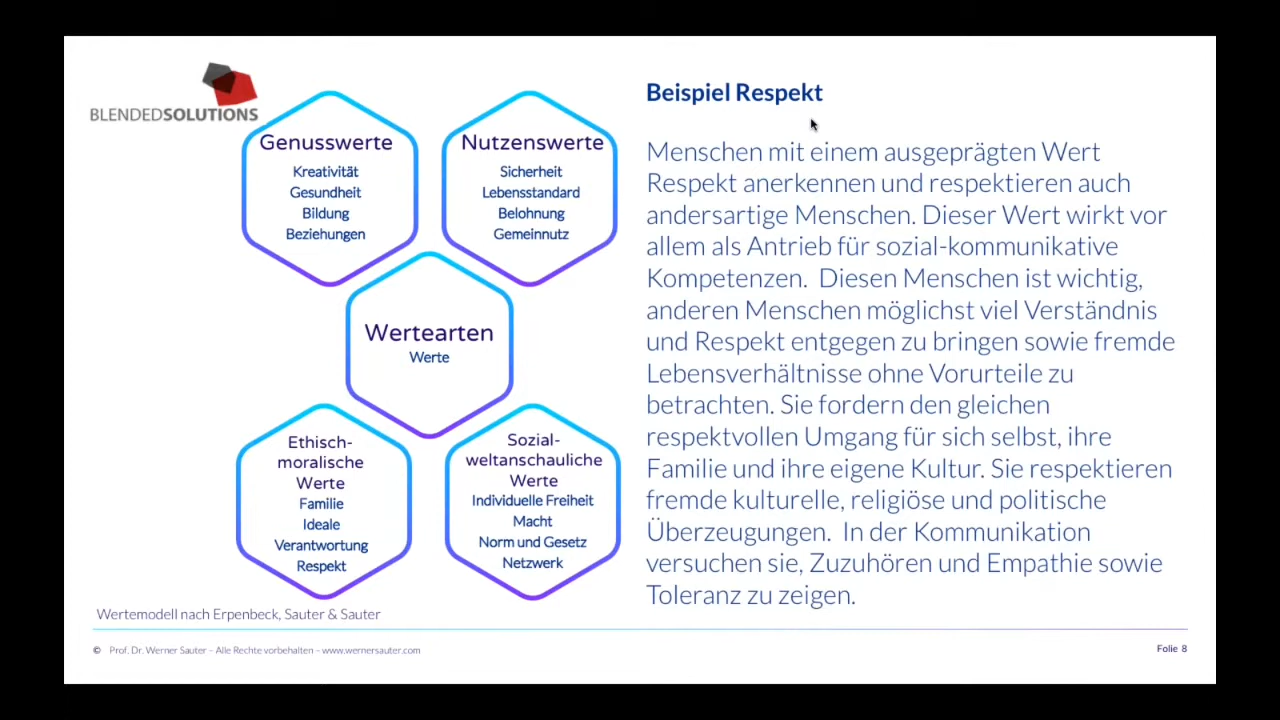 BLENDEDSOLUTIONS
Genusswerte
Kreativität
Gesundheit
Bildung
Beziehungen
Nutzenswerte
Sicherheit
Lebensstandard
Belohnung
Gemeinnutz
Wertearten
Werte
Ethisch-
moralische
Werte
Familie
Ideale
Verantwortung
Respekt
Sozial-
weltanschauliche
Werte
Individuelle Freiheit
Macht
Norm und Gesetz
Netzwerk
Wertemodell nach Erpenbeck, Sauter & Sauter
Beispiel Respekt
Menschen mit einem ausgeprägten Wert
Respekt anerkennen und respektieren auch
andersartige Menschen. Dieser Wert wirkt vor
allem als Antrieb für sozial-kommunikative
Kompetenzen.  Diesen Menschen ist wichtig,
anderen Menschen möglichst viel Verständnis
und Respekt entgegen zu bringen sowie fremde
Lebensverhältnisse ohne Vorurteile zu
betrachten. Sie fordern den gleichen
respektvollen Umgang für sich selbst, ihre
Familie und ihre eigene Kultur. Sie respektieren
fremde kulturelle, religiöse und politische
Überzeugungen.  In der Kommunikation
versuchen sie, Zuzuhören und Empathie sowie
Toleranz zu zeigen.
© Prof. Dr. Werner Sauter – Alle Rechte vorbehalten – www.wernersauter.com
Folie 8